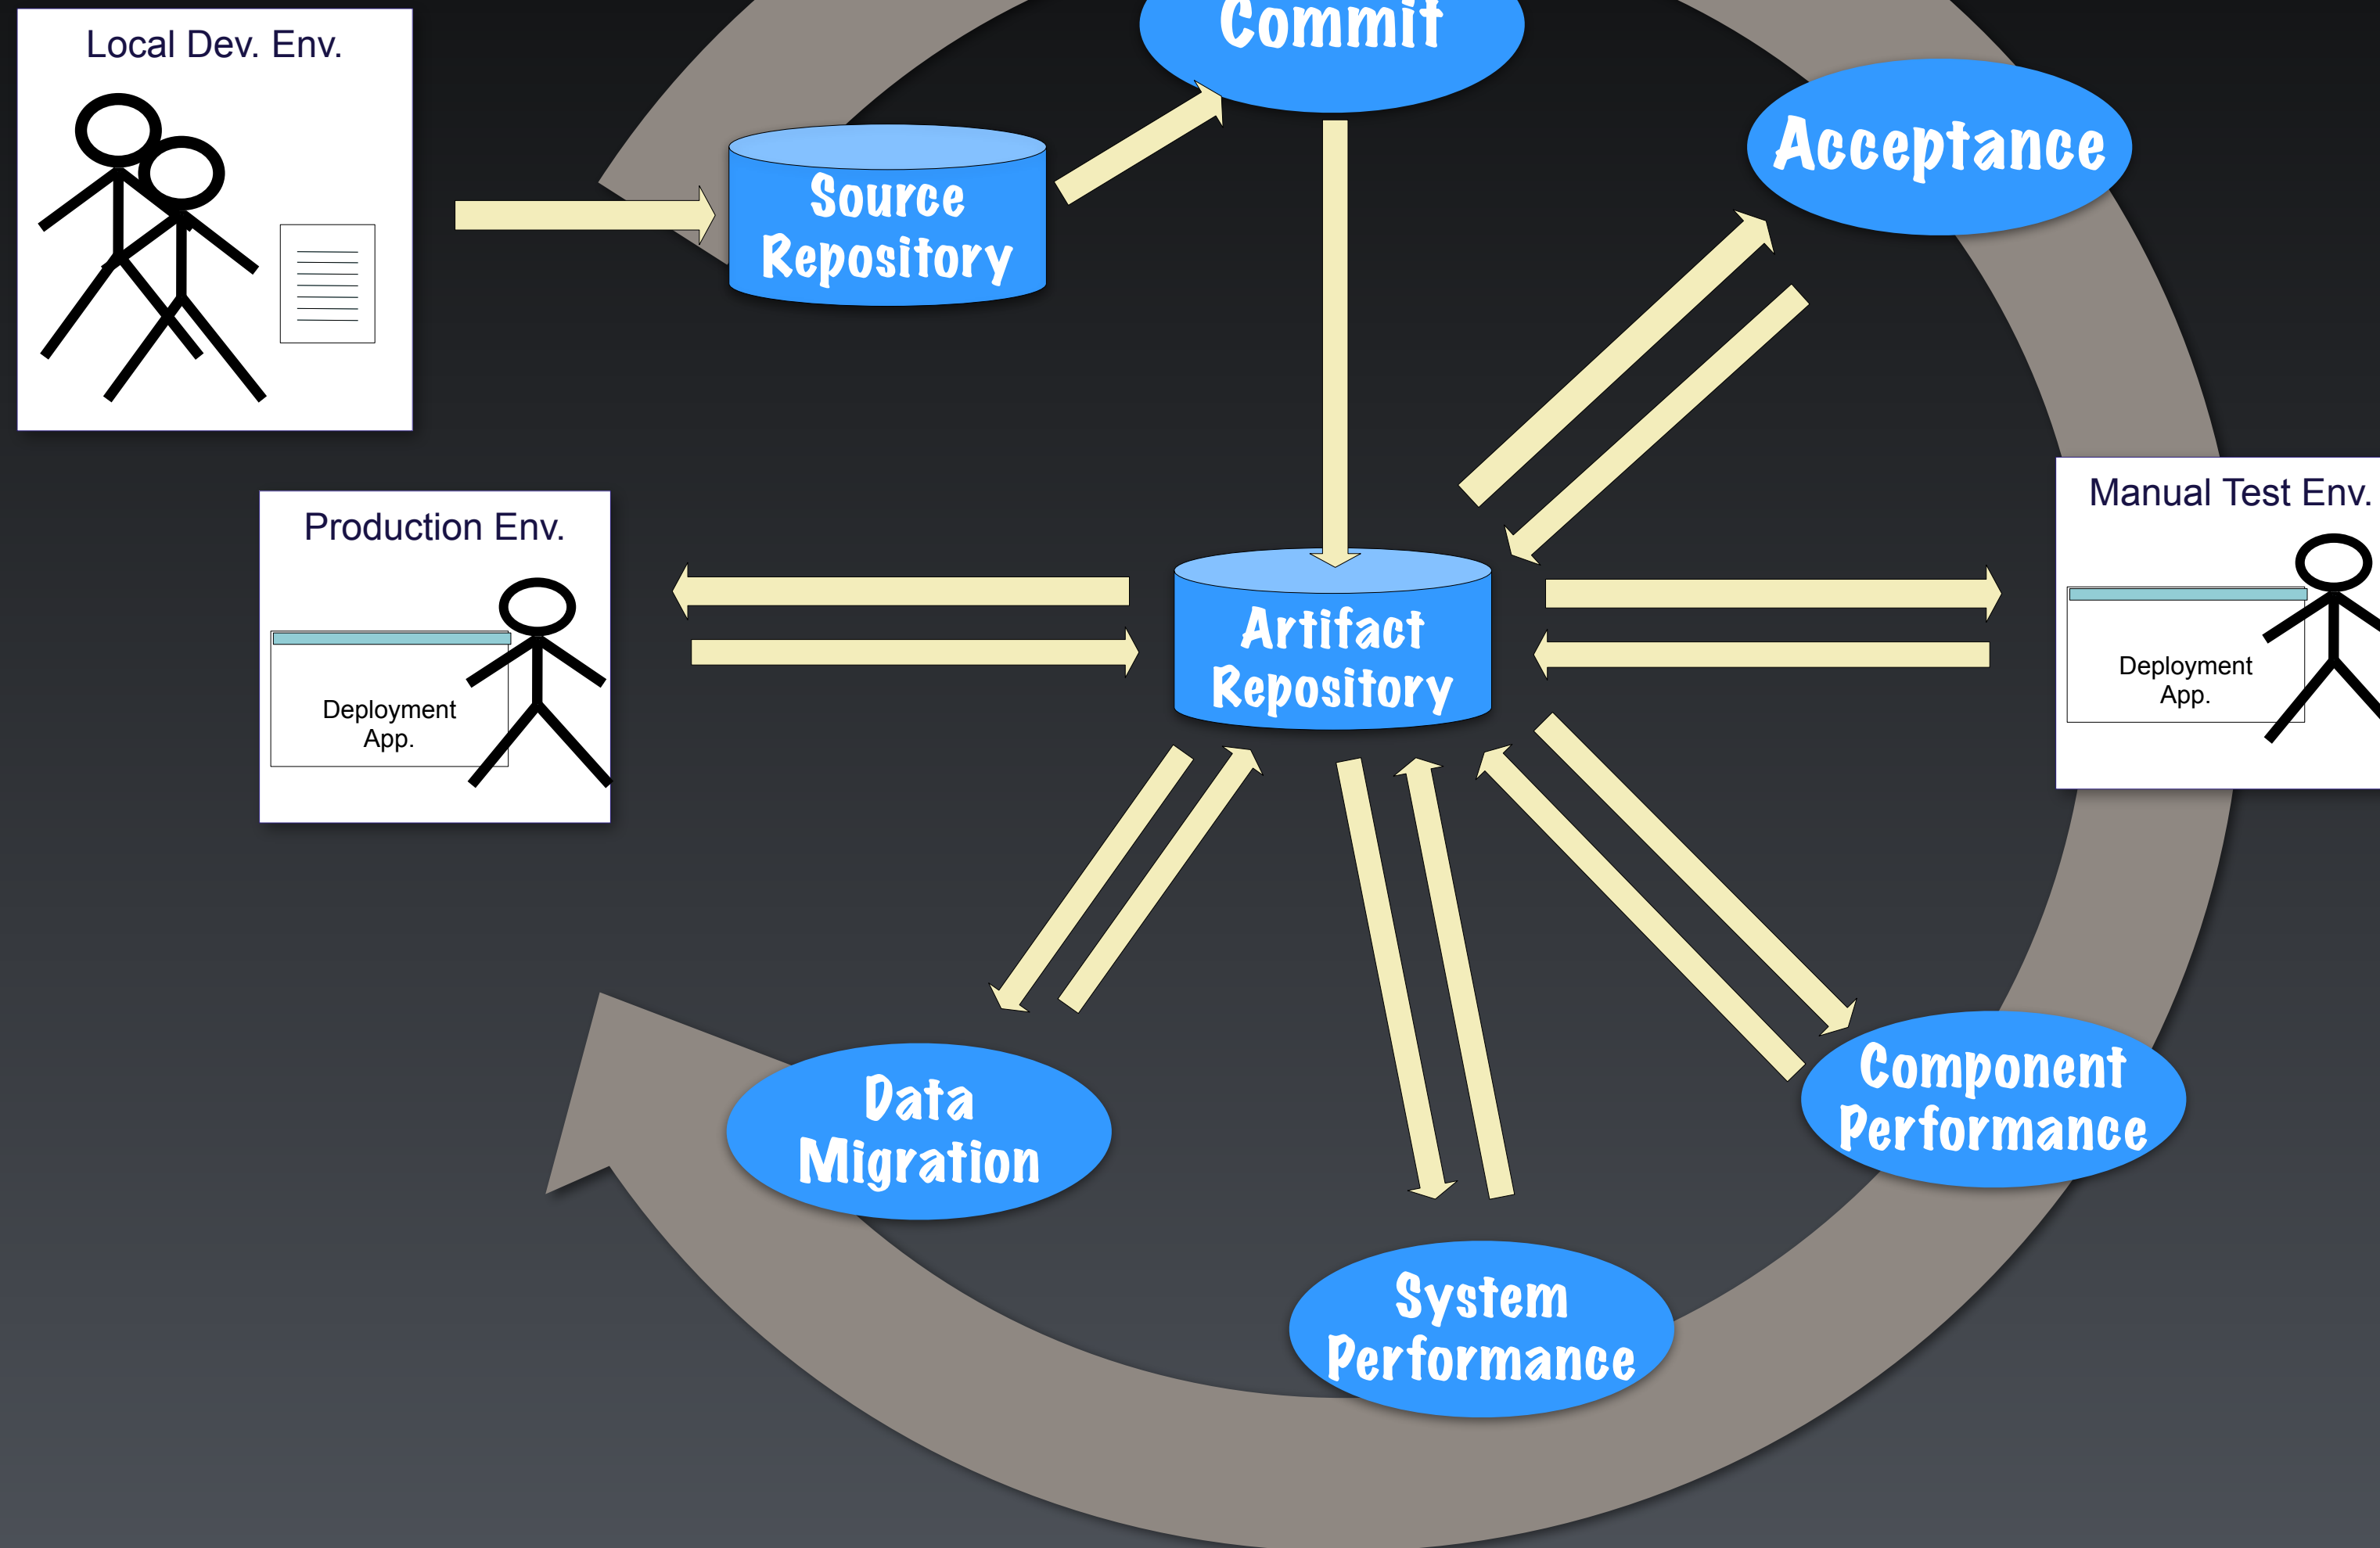 Commit
Local Dev. Env.
Acceptance
Source
Repository
Manual Test Env.
Production Env.
Artifact
Repository
Deployment
App.
Deployment
App.
Component
Performance
Data
Migration
System
Performance